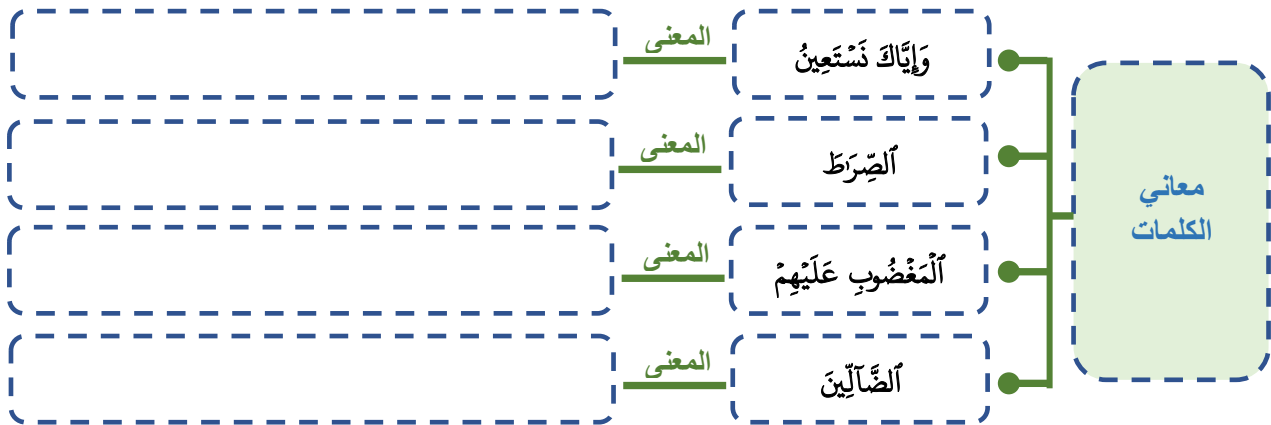 معاني
الكلمات
وَإِيَّاكَ نَسۡتَعِينُ
المعنى
ٱلصِّرَٰطَ
المعنى
ٱلۡمَغۡضُوبِ عَلَيۡهِمۡ
المعنى
ٱلضَّآلِّينَ
المعنى